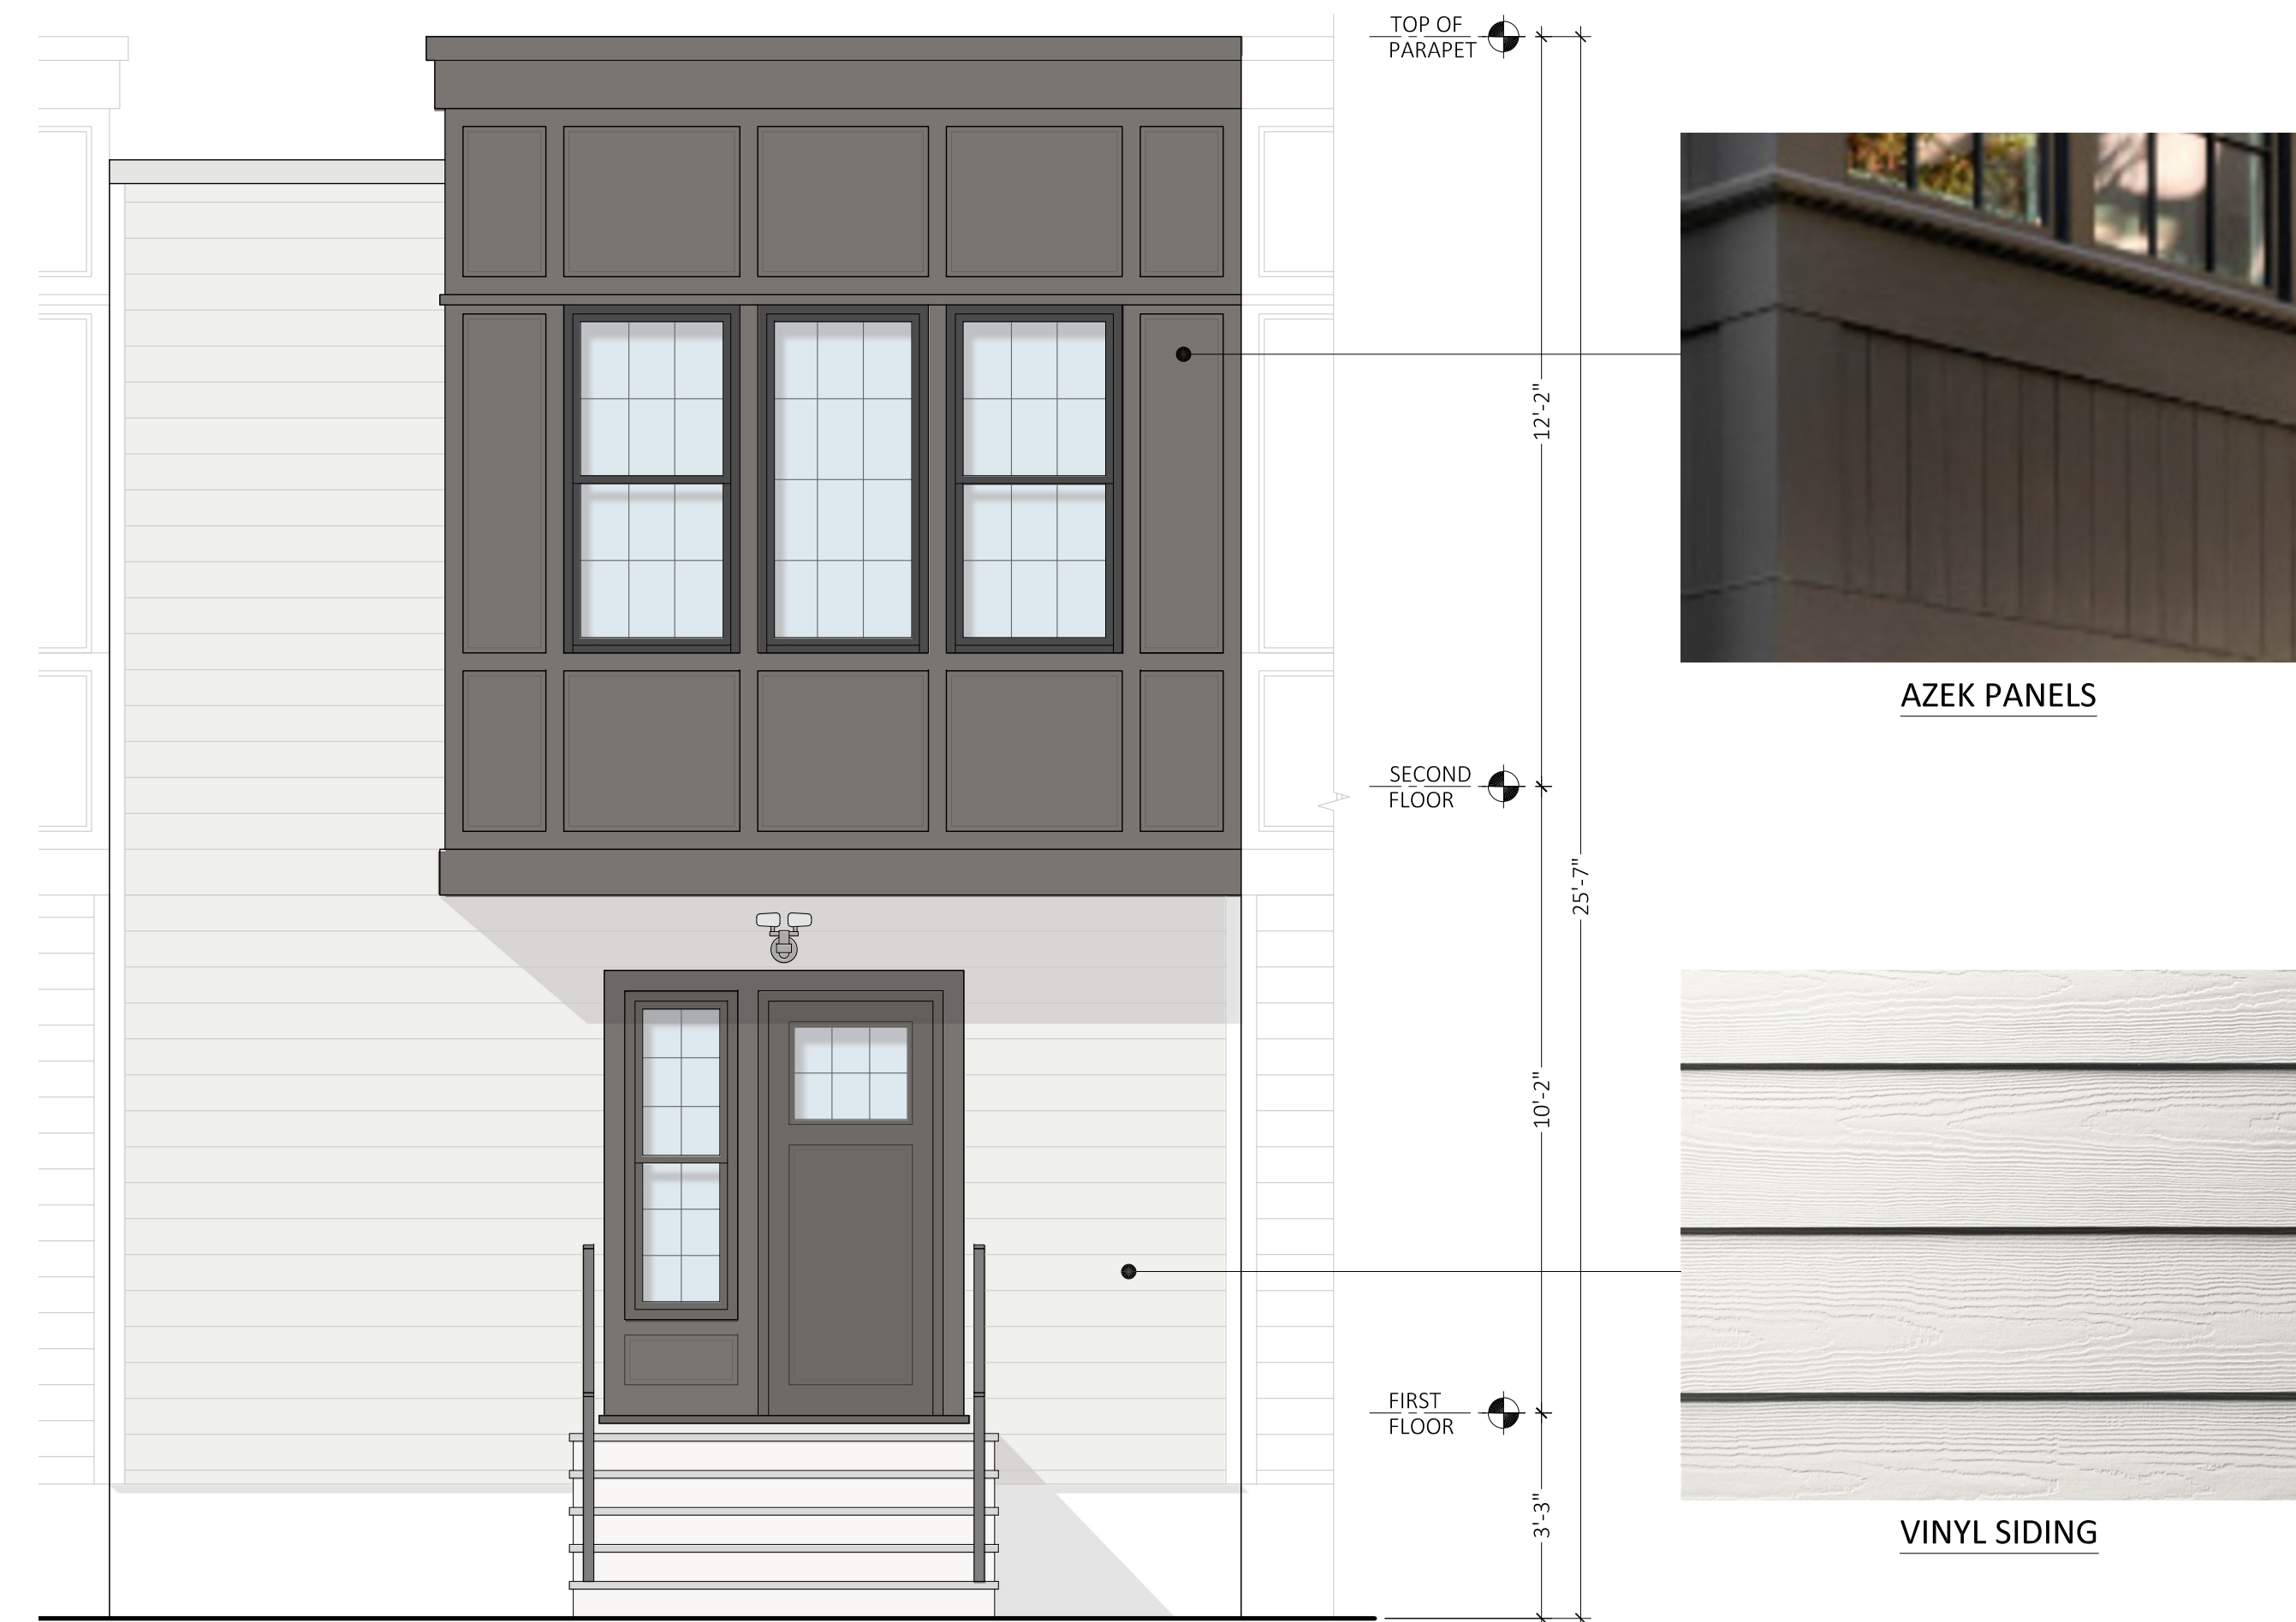 TOP OF
PARAPET
12'-2"
AZEK PANELS
SECOND
FLOOR
25'-7"
10'-2"
FIRST
FLOOR
3'-3"
VINYL SIDING